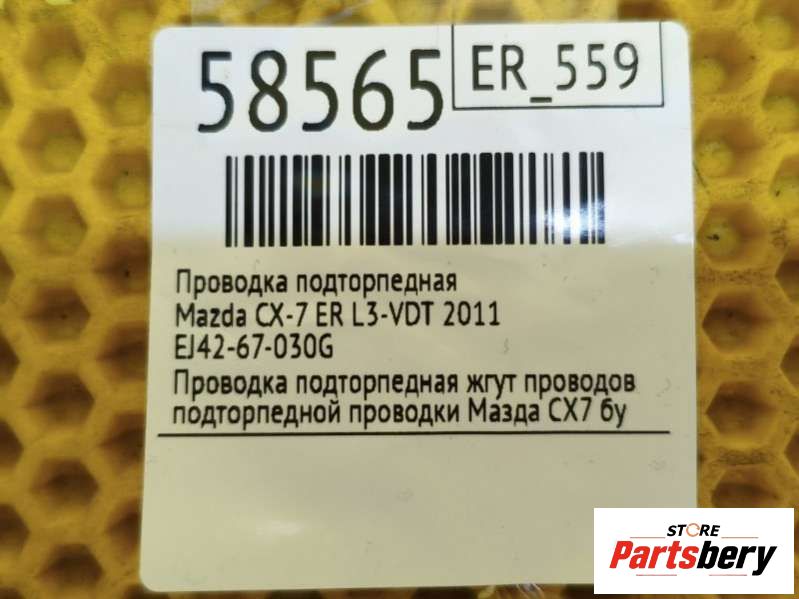 58565
ER_559
Проводка подторпедная
Mazda CX-7 ER L3-VDT 2011
EJ42-67-030G
Проводка подторпедная жгут проводов
подторпедной проводки Мазда CX7 бу
STORE
Partsbery